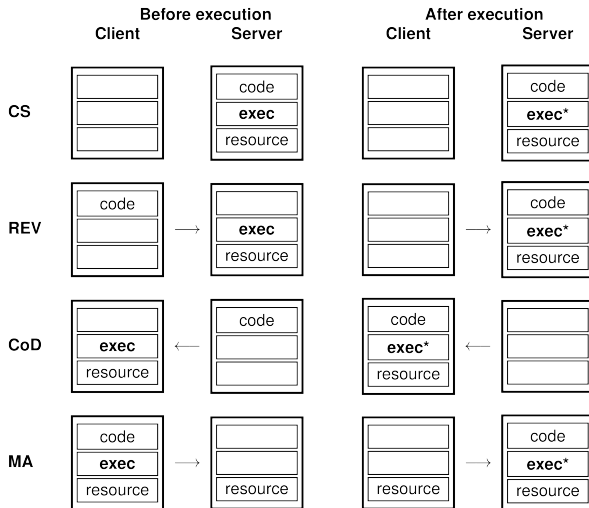 Before execution After execution
Client Server Client Server
code code
CS exec exec*
resource resource
code code
REV → exec → exec*
resource resource
code code
CoD exec ← exec* ←
resource resource
code code
MA exec → → exec*
resource resource resource resource